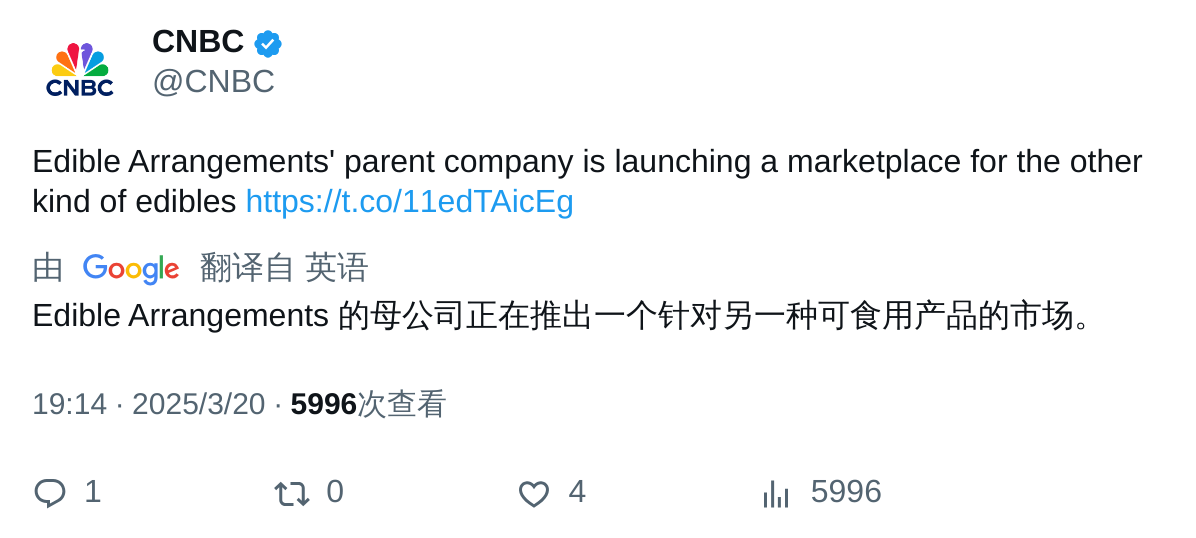 CNBC
CNBC
@CNBC
Edible Arrangements' parent company is launching a marketplace for the other
kind of edibles https://t.co/11edTAicEg
由 Google 翻译自 英语
Edible Arrangements 的母公司正在推出一个针对另一种可食用产品的市场。
19:14 · 2025/3/20 · 5996次查看
1 0 4 5996